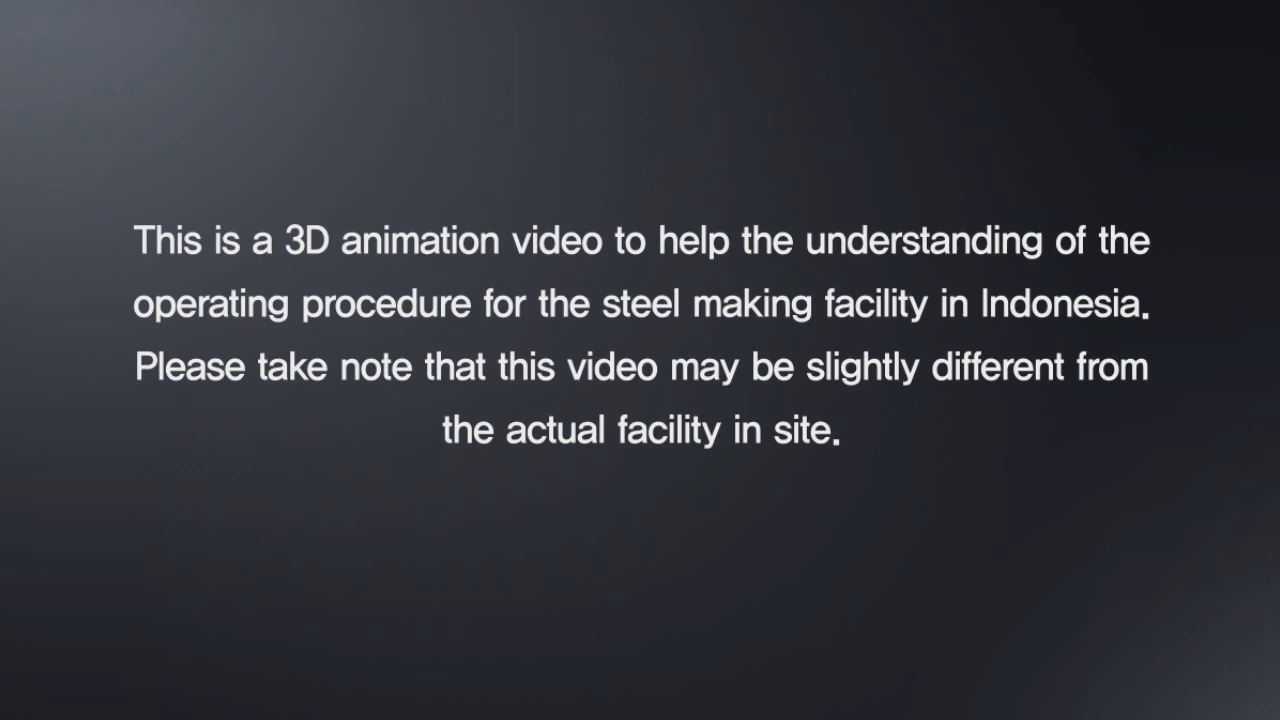 This is a 3D animation video to help the understanding of the
operating procedure for the steel making facility in Indonesia.
Please take note that this video may be slightly different from
the actual facility in site.